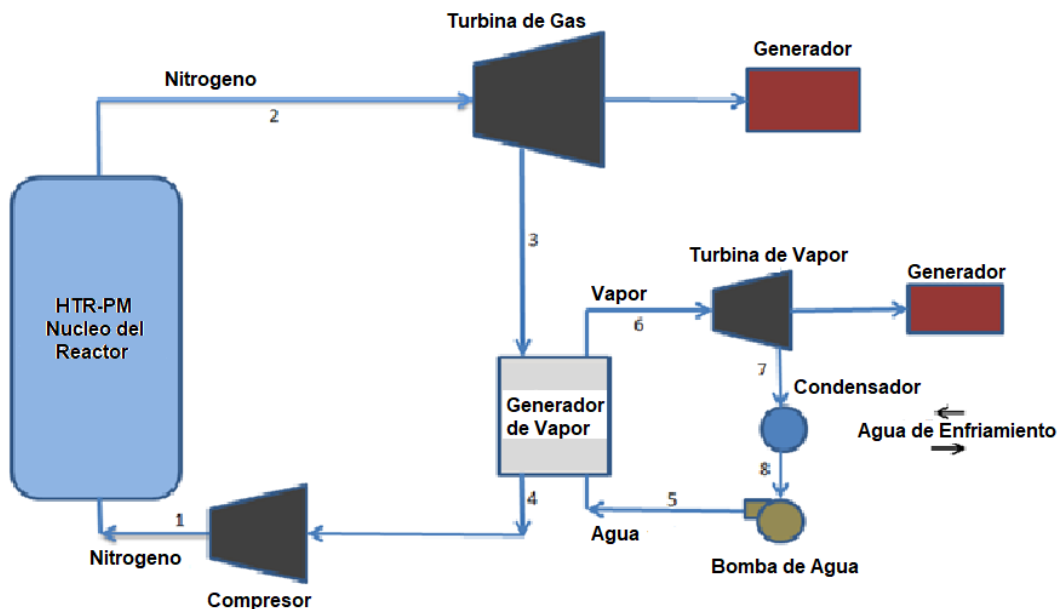 Turbina de Gas
Generador
Nitrogeno
2
3
Turbina de Vapor
Generador
Vapor
6
HTR-PM
Nucleo del
Reactor
7
Condensador
Generador
de Vapor
Agua de Enfriamiento
8
4
5
1
Agua
Nitrogeno
Bomba de Agua
Compresor